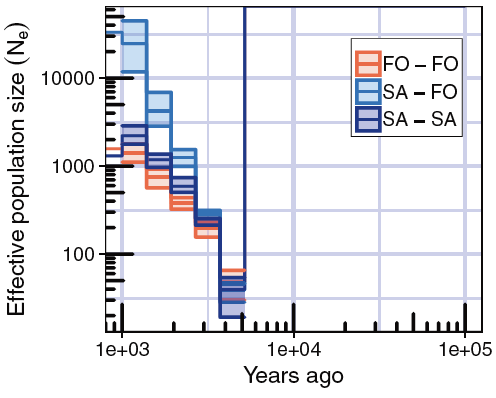 Effective population size (Ne)
10000
1000
100
FO – FO
SA – FO
SA – SA
1e+03 1e+04 1e+05
Years ago